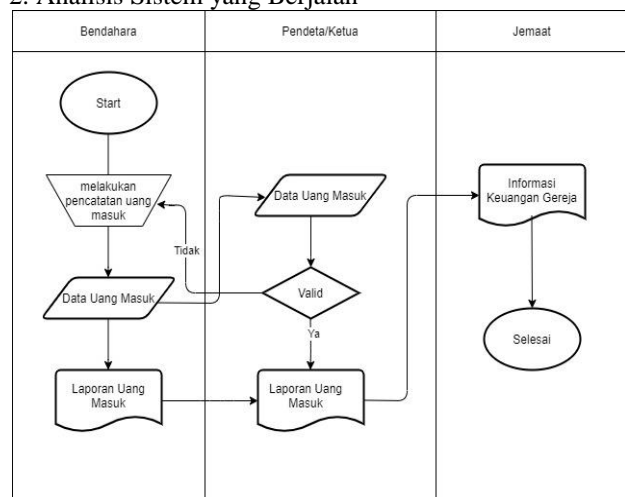 2. Analisis Sistem yang Berjalan
Bendahara
Pendeta/Ketua
Jemaat
Start
melakukan
pencatatan uang
masuk
Data Uang Masuk
Laporan Uang
Masuk
Data Uang Masuk
Tidak
Valid
Ya
Laporan Uang
Masuk
Informasi
Keuangan Gereja
Selesai